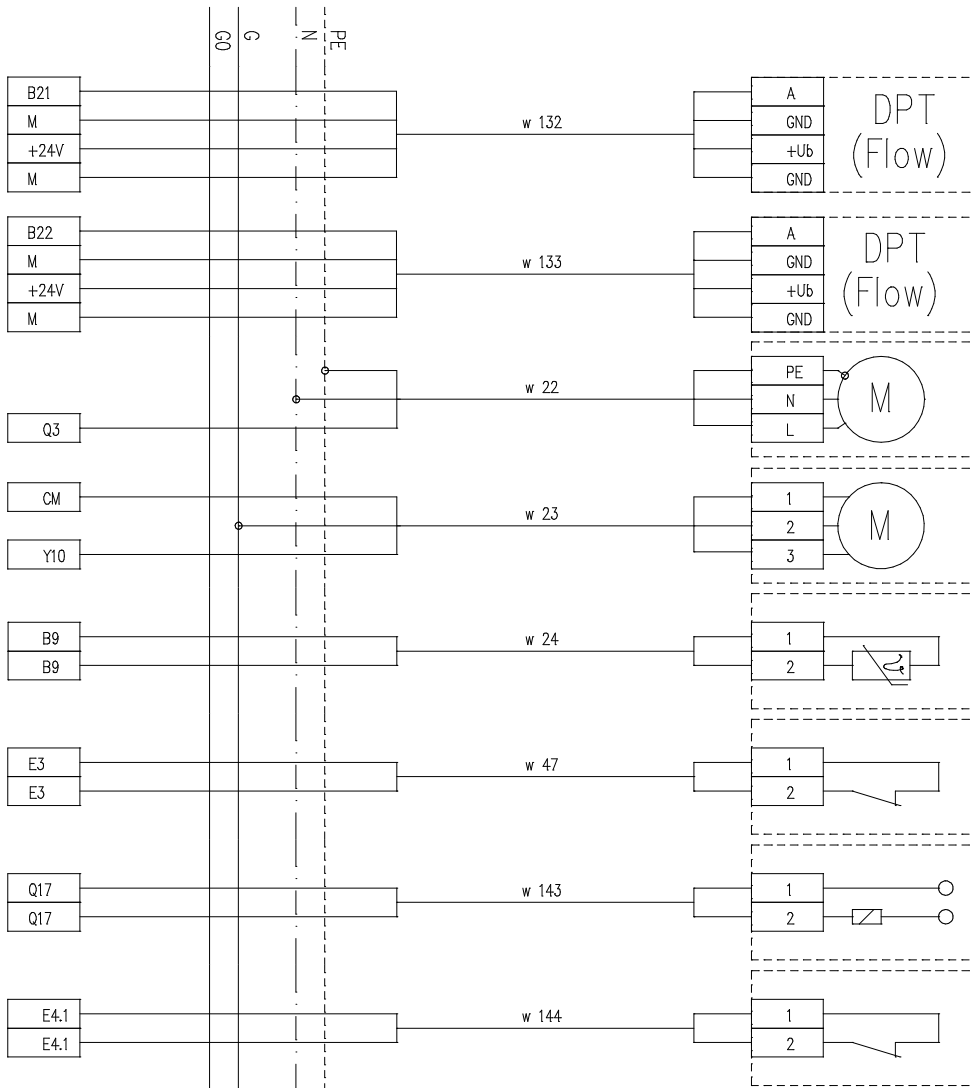 G0
G
N
PE
B21
M
+24V
M
w 132
A
GND
+Ub
GND
DPT
(Flow)
B22
M
+24V
M
w 133
A
GND
+Ub
GND
DPT
(Flow)
Q3
w 22
PE
N
L
M
CM
Y10
w 23
1
2
3
M
B9
B9
w 24
1
2
E3
E3
w 47
1
2
Q17
Q17
w 143
1
2
E4.1
E4.1
w 144
1
2